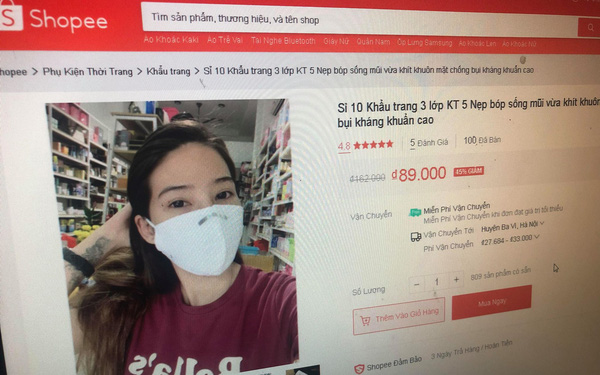 S Shopee
Tìm sản phẩm, thương hiệu, và tên shop
Áo Khoác Kaki Áo Trễ Vai Tai Nghe Bluetooth Giày Nữ Quần Nam Ốp Lưng Samsung Áo Khoác Len
hopee > Phụ Kiện Thời Trang > Khẩu trang > Sỉ 10 Khẩu trang 3 lớp KT 5 Nẹp bóp sống mũi vừa khít khuôn mặt chống bụi kháng khuẩn cao
Sỉ 10 Khẩu trang 3 lớp KT 5 Nẹp bóp sống mũi vừa khít khuôn
bụi kháng khuẩn cao
4.8 5 Đánh Giá 100 Đã Bán
₫162.000 ₫89.000 45% GIẢM
Vận Chuyển Miễn Phí Vận Chuyển
Miễn Phí Vận Chuyển khi đơn đạt giá trị tối thiểu
Vận Chuyển Tới Huyện Ba Vì, Hà Nội
Phí Vận Chuyển ₫27.684 - ₫33.000
Số Lượng - 1 + 809 sản phẩm có sẵn
Thêm Vào Giỏ Hàng Mua Ngay
Shopee Đảm Bảo 3 Ngày Trả Hàng / Hoàn Tiền